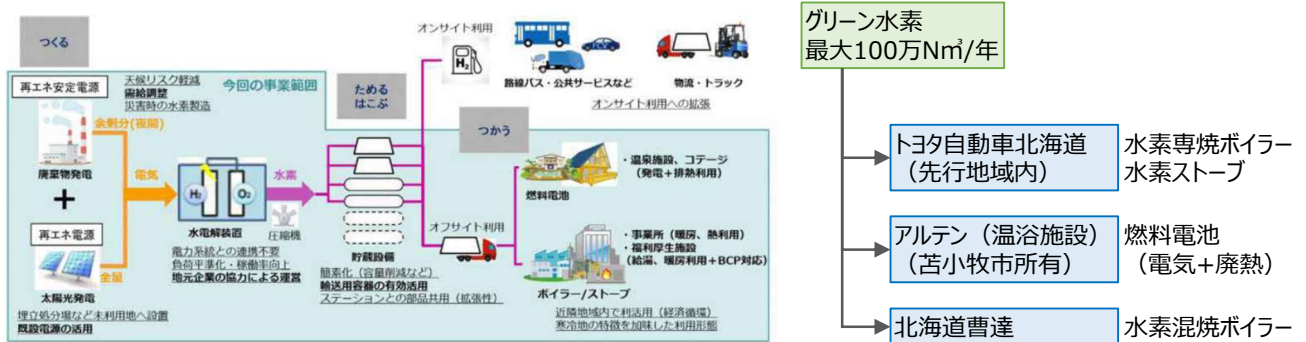 つくる
再エネ安定電源
天候リスク軽減
需給調整
災害時の水素製造
今回の事業範囲
余剰分(夜間)
廃棄物発電
+
再エネ電源
太陽光発電
全量
埋立処分場など未利用地へ設置
既設電源の活用
電気
H₂
O₂
水電解装置
電力系統との連携不要
負荷平準化・稼働率向上
地元企業の協力による運営
水素
圧縮機
ためる
はこぶ
貯蔵設備
簡素化(容量削減など)
輸送用容器の有効活用
ステーションとの部品共用(拡張性)
オンサイト利用
H₂
路線バス・公共サービスなど
物流・トラック
オンサイト利用への拡張
つかう
・温泉施設、コテージ
(発電+排熱利用)
燃料電池
オフサイト利用
・事業所(暖房、熱利用)
・福利厚生施設
(給湯、暖房利用+BCP対応)
ボイラー/ストーブ
近隣地域内で利活用(経済循環)
寒冷地の特徴を加味した利用形態
グリーン水素
最大100万N㎥/年
トヨタ自動車北海道
(先行地域内)
水素専焼ボイラー
水素ストーブ
アルテン(温浴施設)
(苫小牧市所有)
燃料電池
(電気+廃熱)
北海道曹達
水素混焼ボイラー